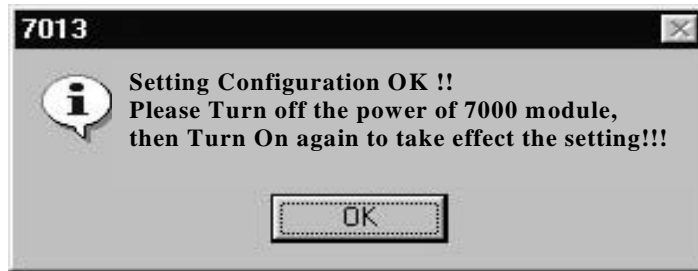 7013
Setting Configuration OK !!
Please Turn off the power of 7000 module,
then Turn On again to take effect the setting!!!
OK